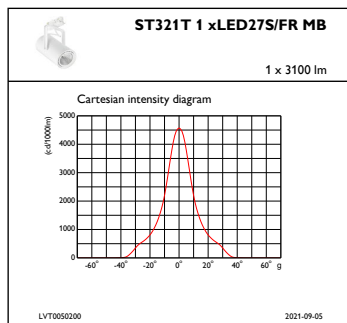 ST321T 1 xLED27S/FR MB
1 x 3100 lm
Cartesian intensity diagram
(cd/1000lm)
5000
4000
3000
2000
1000
0
-60° -40° -20° 0° 20° 40° 60° g
LVT0050200 2021-09-05